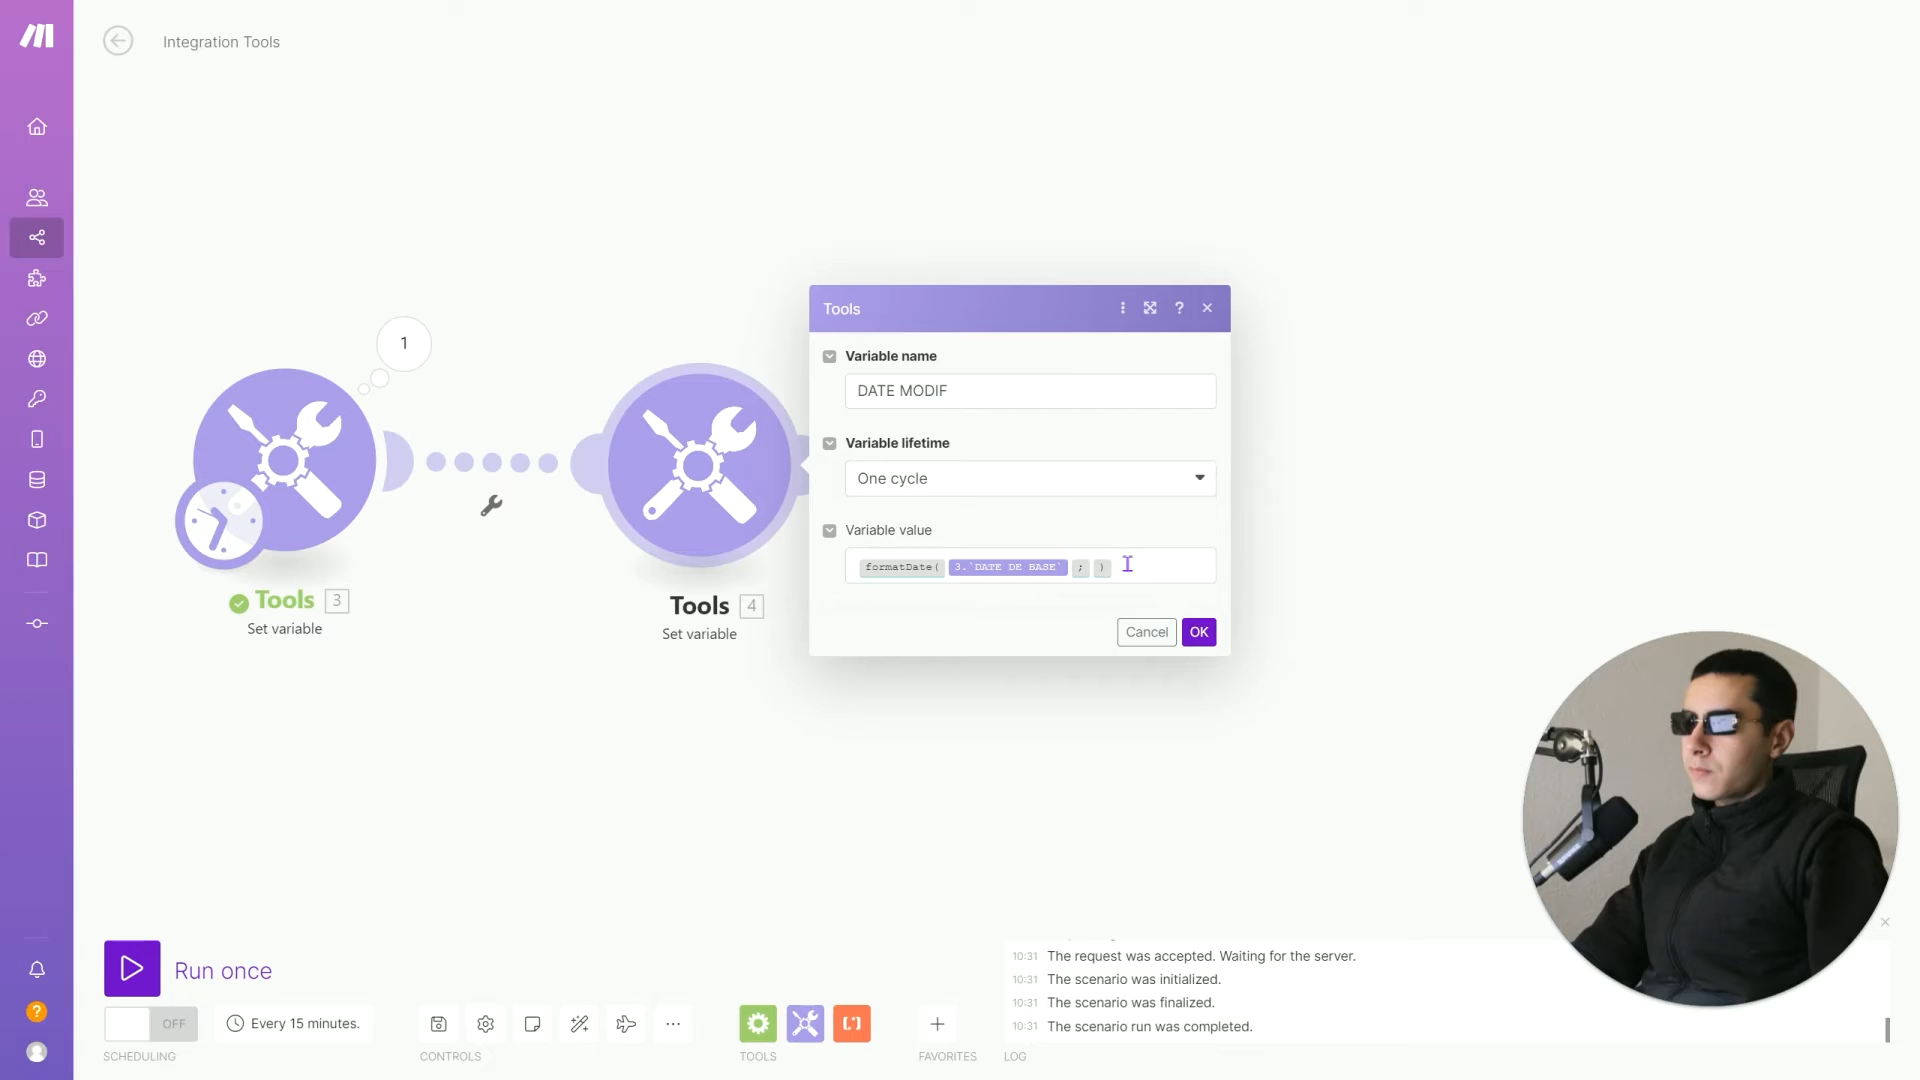 Integration Tools
1
Tools
Variable name
DATE MODIF
Variable lifetime
One cycle
Variable value
formatDate( 3.`DATE DE BASE` ; )
Cancel
OK
Tools 3
Set variable
Tools 4
Set variable
Run once
OFF
Every 15 minutes.
SCHEDULING
CONTROLS
TOOLS
FAVORITES
LOG
10:31 The request was accepted. Waiting for the server.
10:31 The scenario was initialized.
10:31 The scenario was finalized.
10:31 The scenario run was completed.